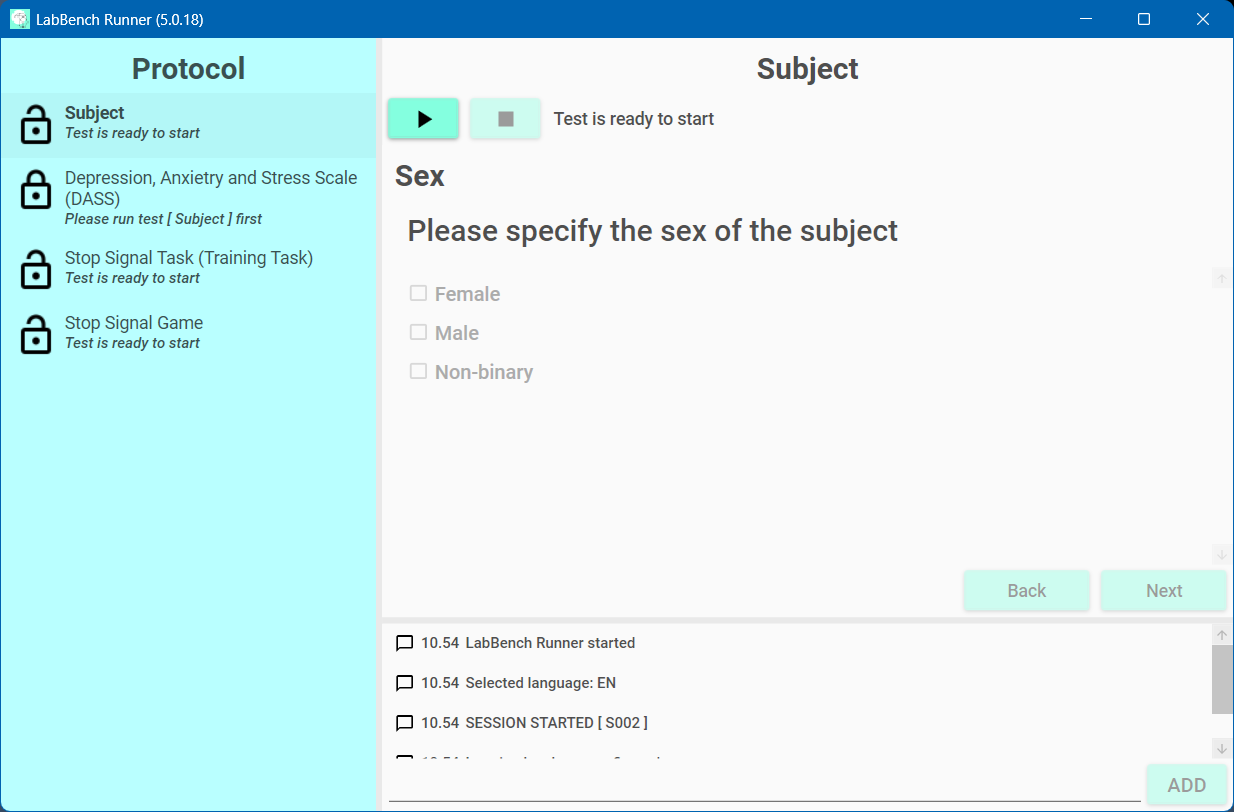 LabBench Runner (5.0.18)
Protocol
Subject
Test is ready to start
Depression, Anxietry and Stress Scale
(DASS)
Please run test [ Subject ] first
Stop Signal Task (Training Task)
Test is ready to start
Stop Signal Game
Test is ready to start
Subject
Test is ready to start
Sex
Please specify the sex of the subject
Female
Male
Non-binary
Back
Next
10.54 LabBench Runner started
10.54 Selected language: EN
10.54 SESSION STARTED [ S002 ]
ADD